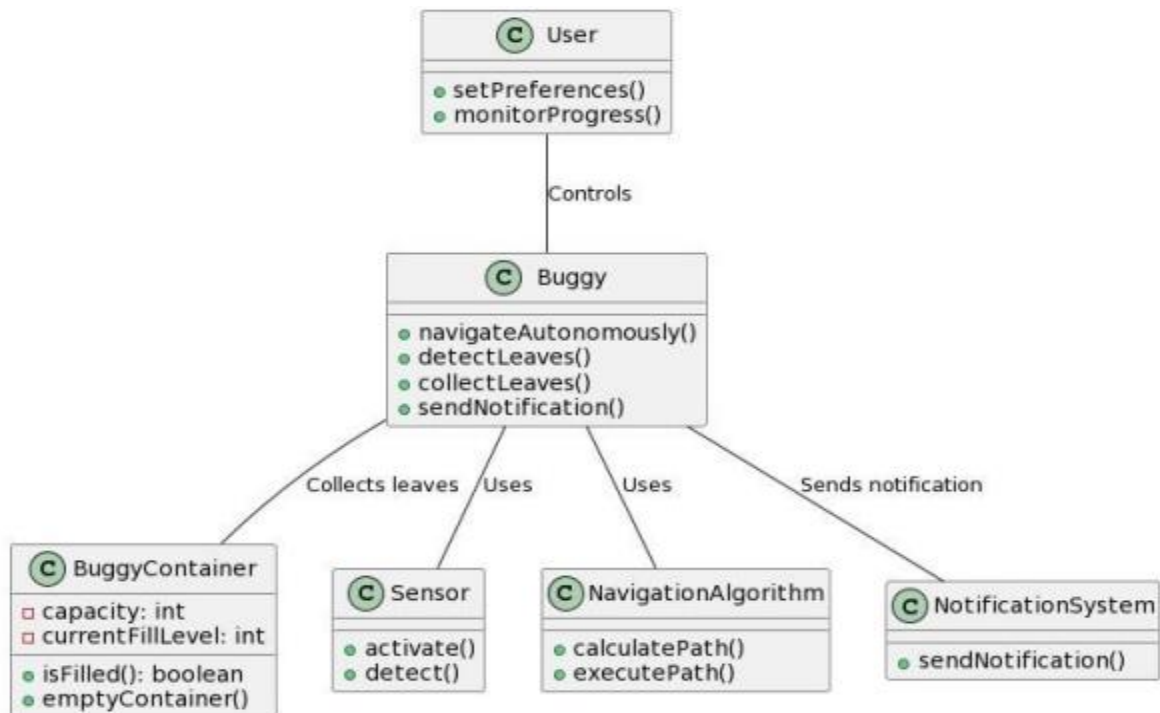 C User
setPreferences()
monitorProgress()
Controls
C Buggy
navigateAutonomously()
detectLeaves()
collectLeaves()
sendNotification()
Collects leaves
Uses
Uses
Sends notification
C BuggyContainer
capacity: int
currentFillLevel: int
isFilled(): boolean
emptyContainer()
C Sensor
activate()
detect()
C NavigationAlgorithm
calculatePath()
executePath()
C NotificationSystem
sendNotification()